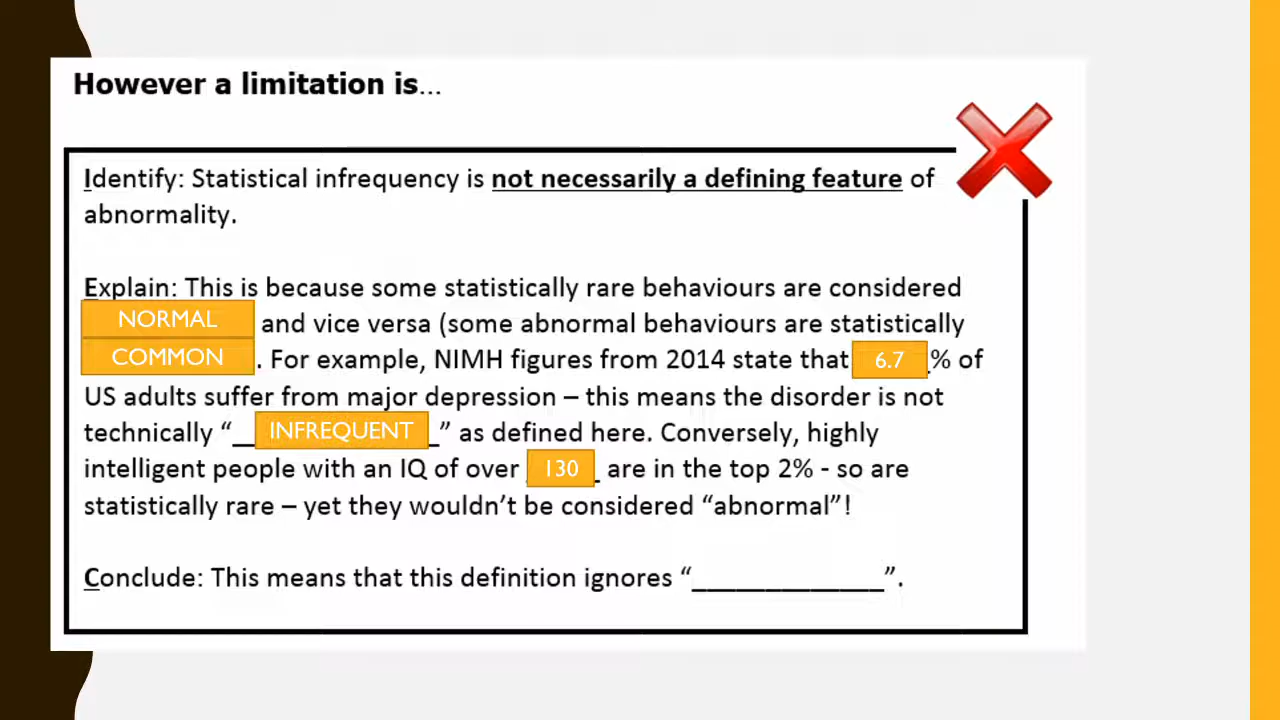 However a limitation is...
Identify: Statistical infrequency is not necessarily a defining feature of
abnormality.
Explain: This is because some statistically rare behaviours are considered
NORMAL and vice versa (some abnormal behaviours are statistically
COMMON . For example, NIMH figures from 2014 state that 6.7 % of
US adults suffer from major depression – this means the disorder is not
technically “_INFREQUENT_” as defined here. Conversely, highly
intelligent people with an IQ of over 130 are in the top 2% - so are
statistically rare – yet they wouldn’t be considered “abnormal”!
Conclude: This means that this definition ignores “_____________”.